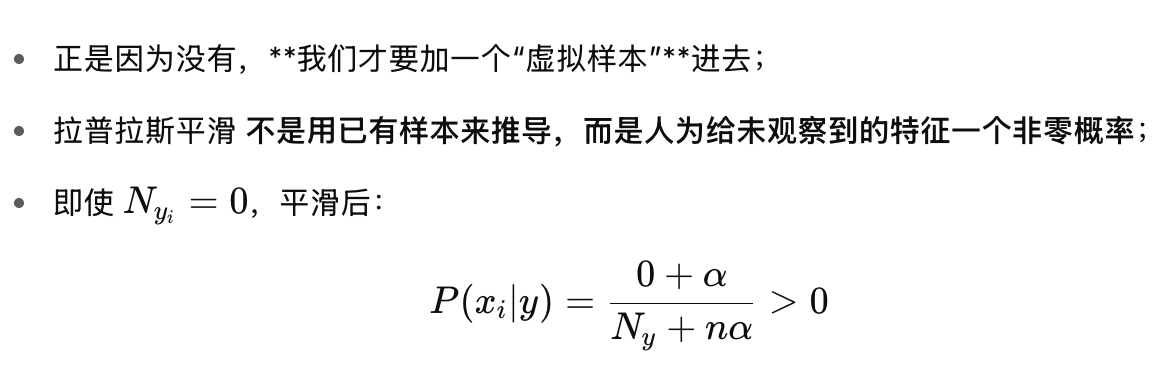 • 正是因为没有，**我们才要加一个“虚拟样本”**进去；
• 拉普拉斯平滑 不是用已有样本来推导，而是人为给未观察到的特征一个非零概率；
• 即使 $N_{y_i} = 0$，平滑后：
$P(x_i|y) = \frac{0 + \alpha}{N_y + n\alpha} > 0$